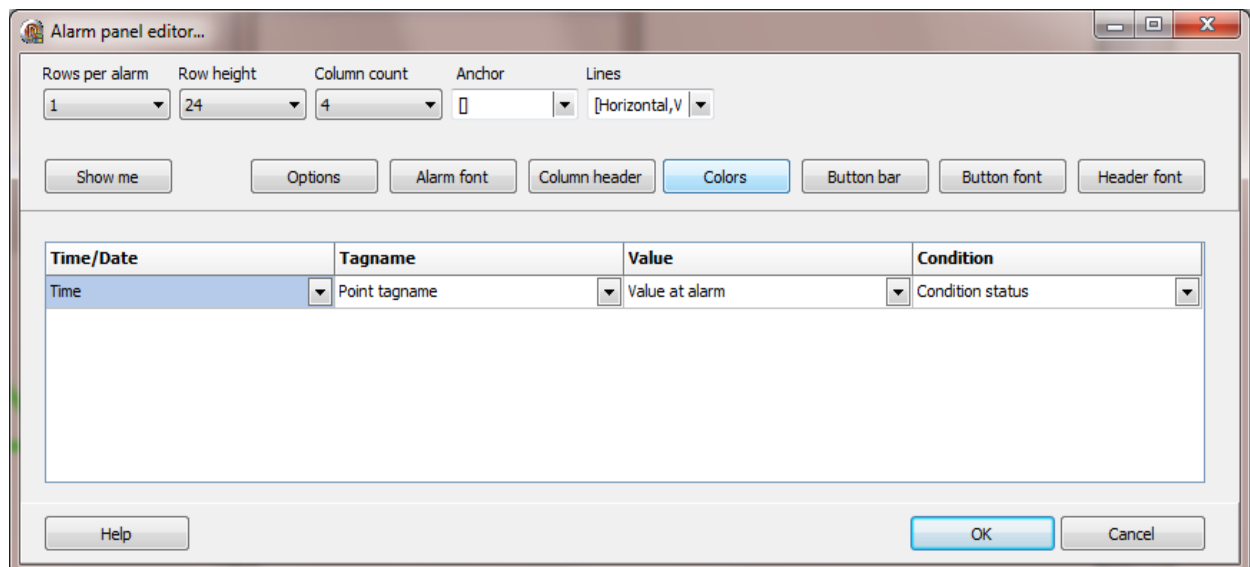 Alarm panel editor...
Rows per alarm Row height Column count Anchor Lines
1 24 4 [] [Horizontal,V
Show me Options Alarm font Column header Colors Button bar Button font Header font
Time/Date Tagname Value Condition
Time Point tagname Value at alarm Condition status
Help OK Cancel